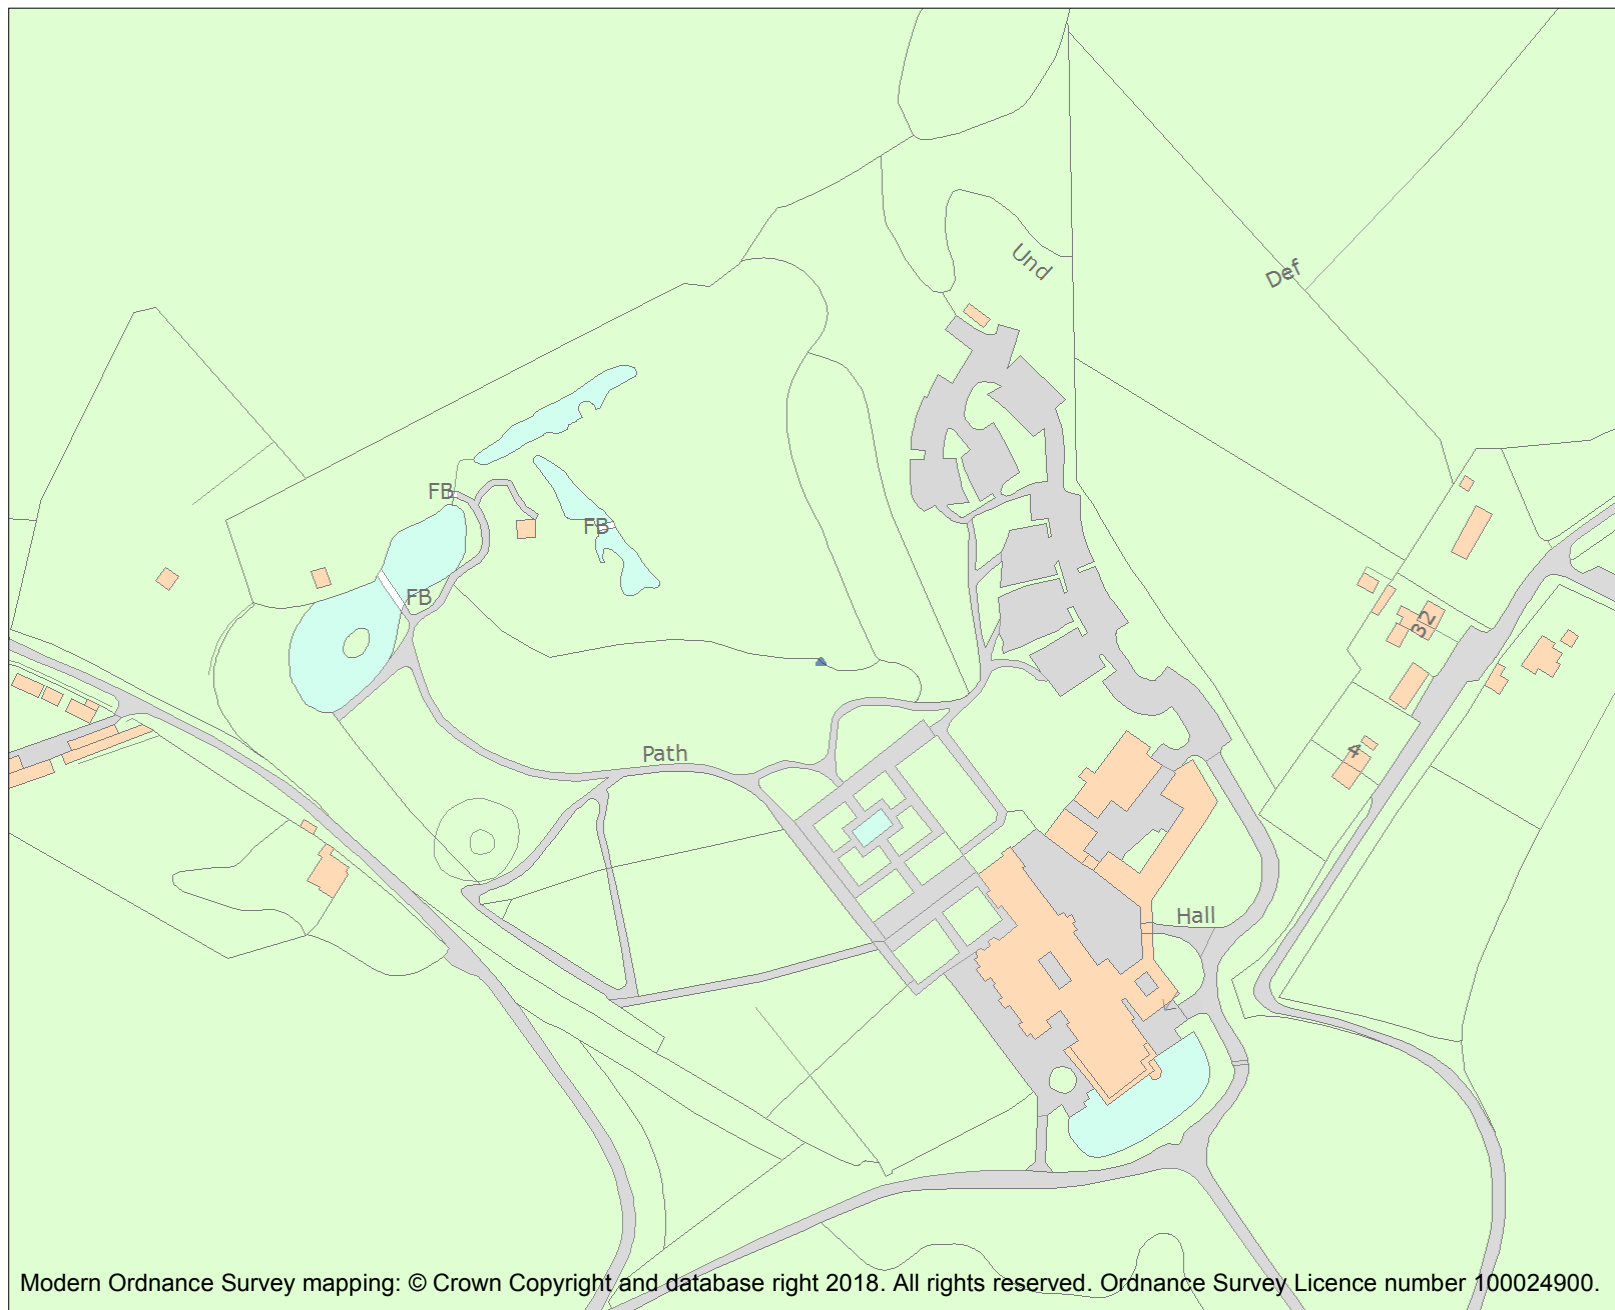 Und
Def
FB
FB
FB
32
4
Path
Hall
Modern Ordnance Survey mapping: © Crown Copyright and database right 2018. All rights reserved. Ordnance Survey Licence number 100024900.